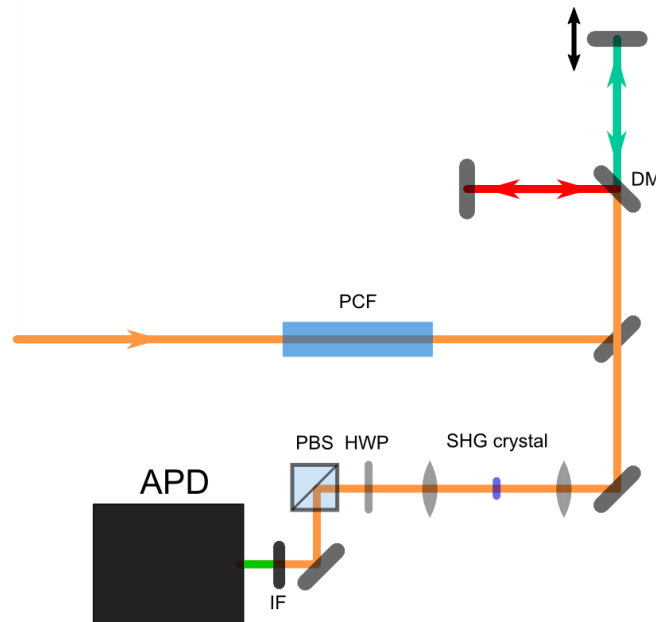 DM
PCF
PBS
HWP
SHG crystal
APD
IF